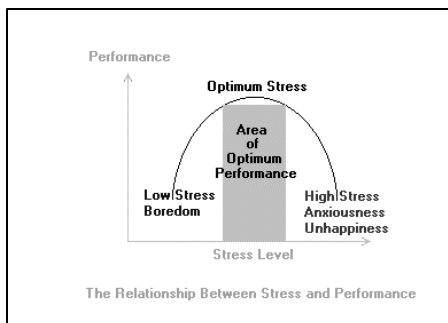 Performance
Optimum Stress
Area
of
Optimum
Performance
Low Stress
Boredom
High Stress
Anxiousness
Unhappiness
Stress Level
The Relationship Between Stress and Performance